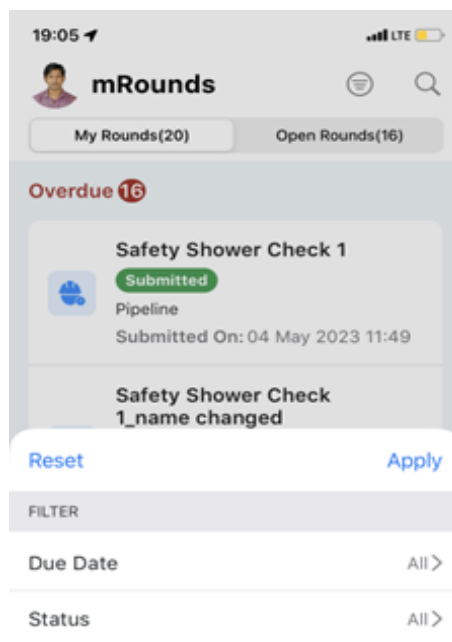 19:05 LTE
mRounds
My Rounds(20) Open Rounds(16)
Overdue 16
Safety Shower Check 1
Submitted
Pipeline
Submitted On: 04 May 2023 11:49
Safety Shower Check
1_name changed
Reset Apply
FILTER
Due Date All
Status All